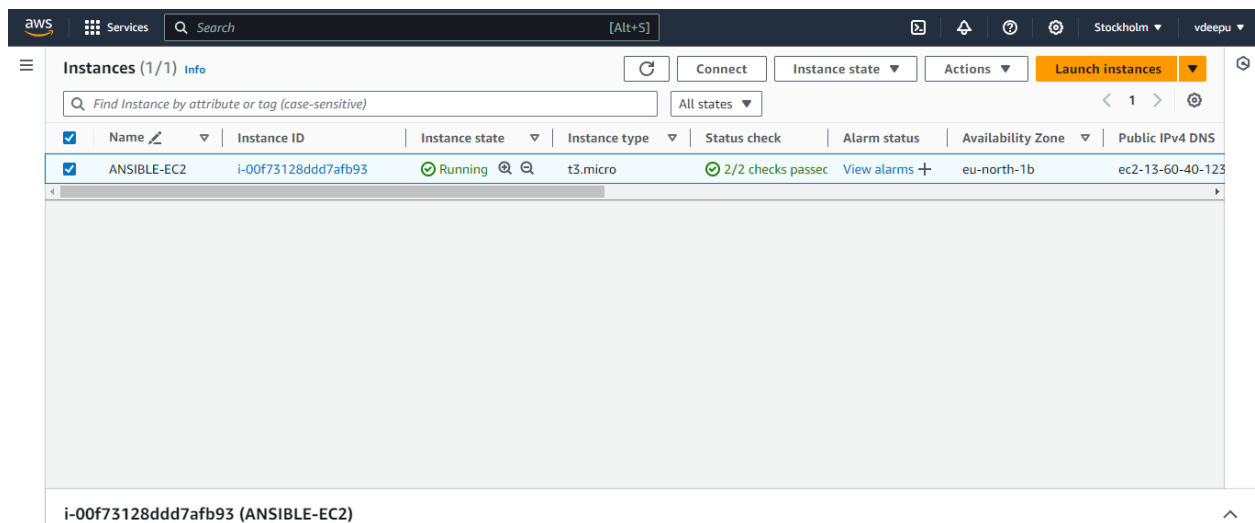 aws Services Search [Alt+S] Stockholm vdeepu
Instances (1/1) Info Connect Instance state Actions Launch instances
Find Instance by attribute or tag (case-sensitive) All states 1
Name Instance ID Instance state Instance type Status check Alarm status Availability Zone Public IPv4 DNS
ANSIBLE-EC2 i-00f73128ddd7afb93 Running t3.micro 2/2 checks passec View alarms eu-north-1b ec2-13-60-40-123
i-00f73128ddd7afb93 (ANSIBLE-EC2)